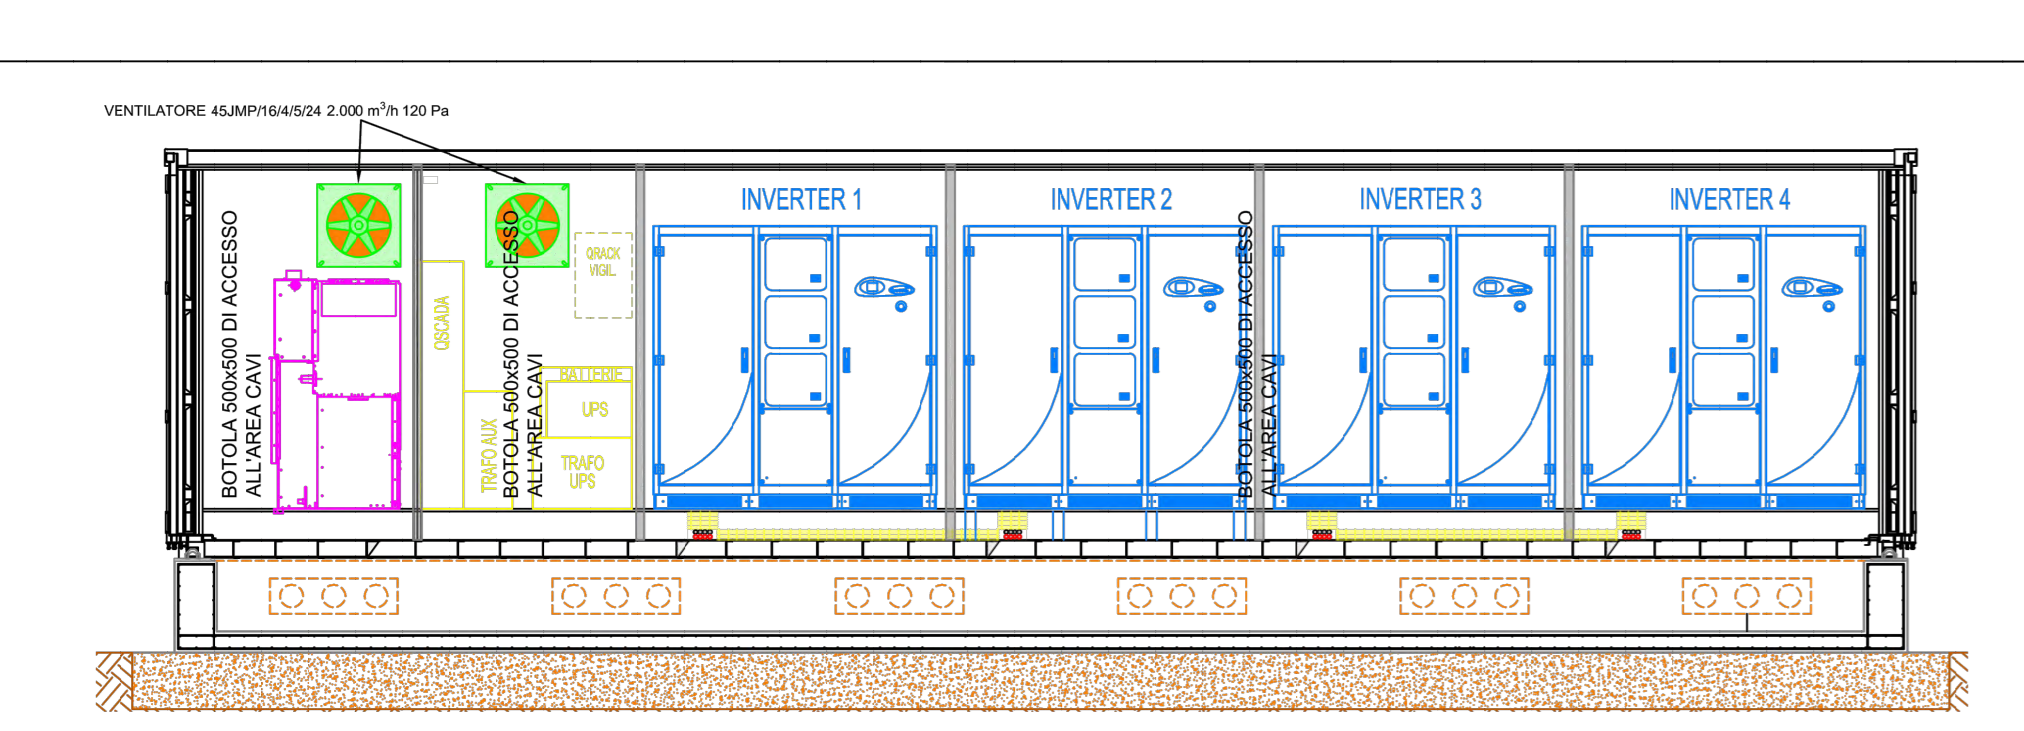 VENTILATORE 45JMP/16/4/5/24 2.000 m³/h 120 Pa
BOTOLA 500x500 DI ACCESSO
ALL'AREA CAVI
QSCADA
TRAFO AUX
BOTOLA 500x500 DI ACCESSO
ALL'AREA CAVI
QRACK
VIGIL.
BATTERIE
UPS
TRAFO
UPS
INVERTER 1
INVERTER 2
BOTOLA 500x500 DI ACCESSO
ALL'AREA CAVI
INVERTER 3
INVERTER 4